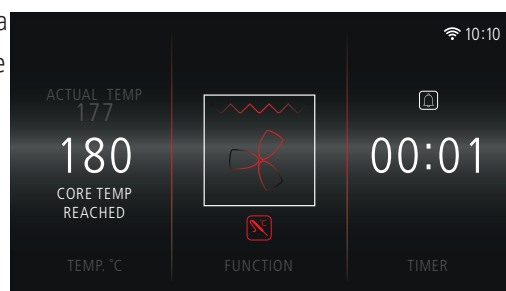 a
e
10:10
ACTUAL TEMP
177
180
CORE TEMP
REACHED
00:01
TEMP. °C
FUNCTION
TIMER